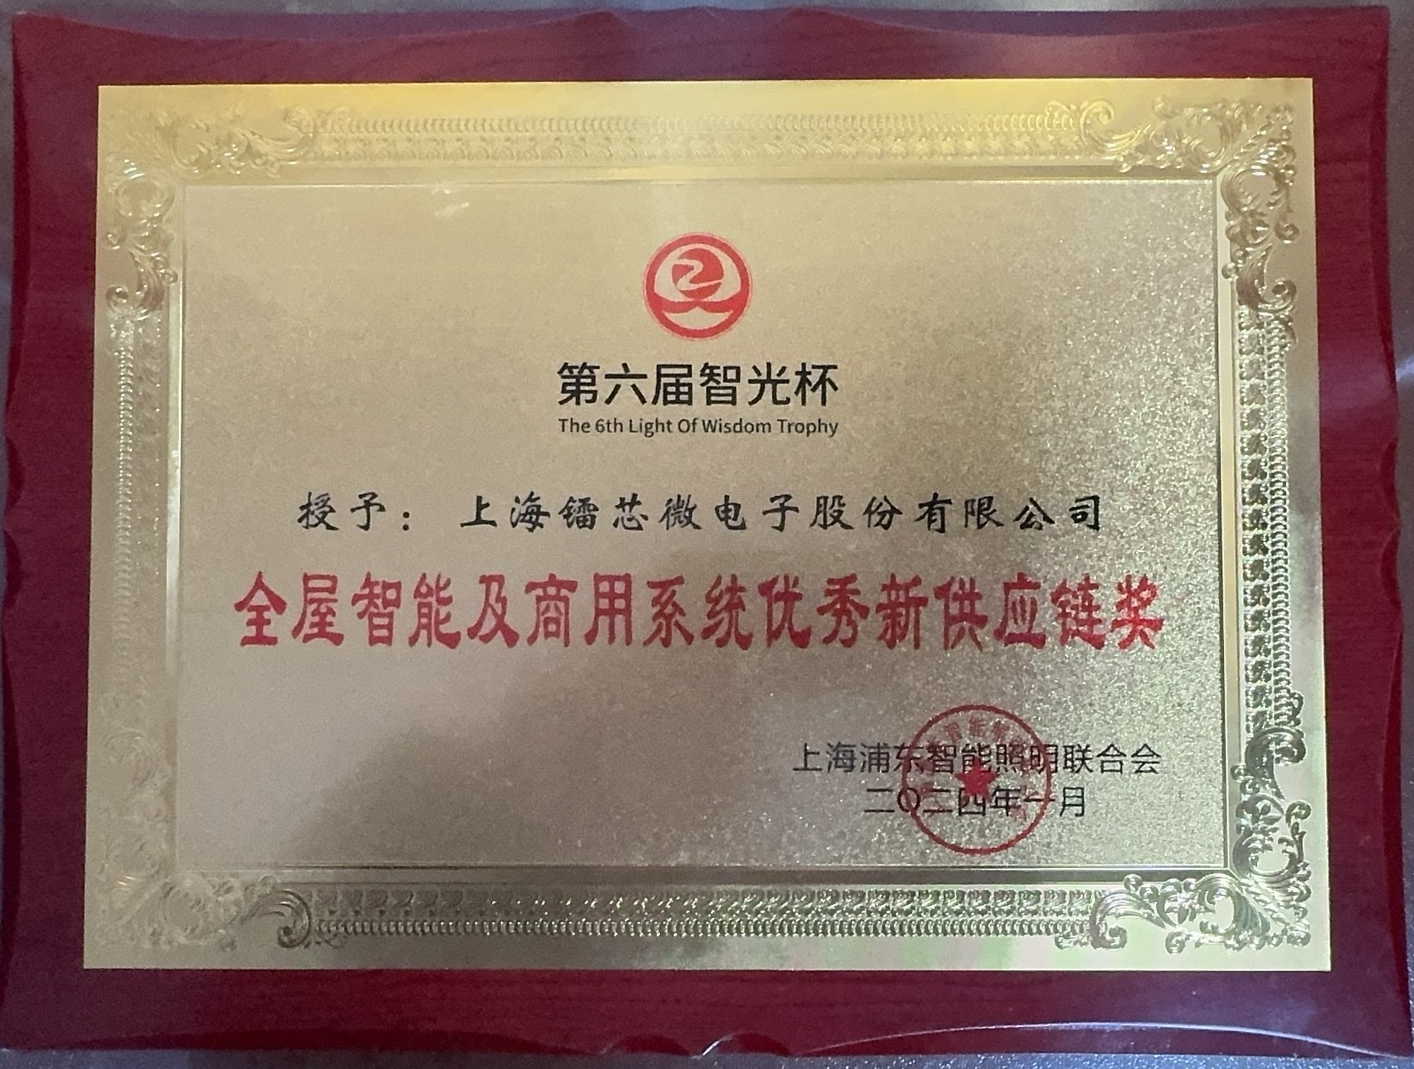 第六届智光杯
The 6th Light Of Wisdom Trophy
授予： 上海镭芯微电子股份有限公司
全屋智能及商用系统优秀新供应链奖
上海浦东智能照明联合会
二〇二四年一月